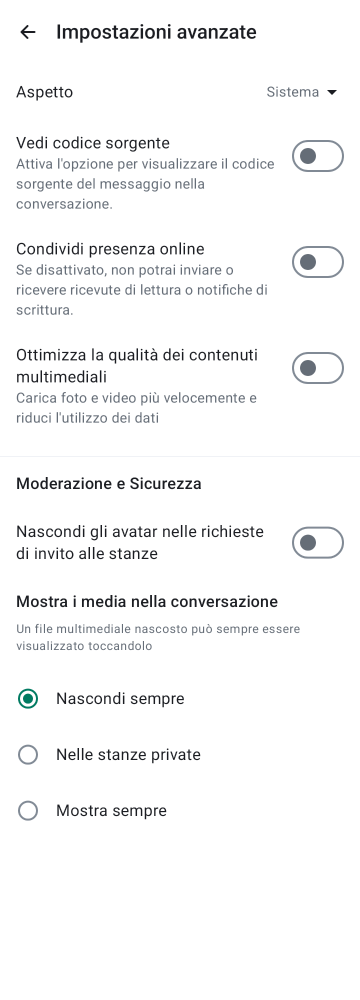 Impostazioni avanzate
Aspetto
Sistema
Vedi codice sorgente
Attiva l'opzione per visualizzare il codice
sorgente del messaggio nella
conversazione.
Condividi presenza online
Se disattivato, non potrai inviare o
ricevere ricevute di lettura o notifiche di
scrittura.
Ottimizza la qualità dei contenuti
multimediali
Carica foto e video più velocemente e
riduci l'utilizzo dei dati
Moderazione e Sicurezza
Nascondi gli avatar nelle richieste
di invito alle stanze
Mostra i media nella conversazione
Un file multimediale nascosto può sempre essere
visualizzato toccandolo
Nascondi sempre
Nelle stanze private
Mostra sempre